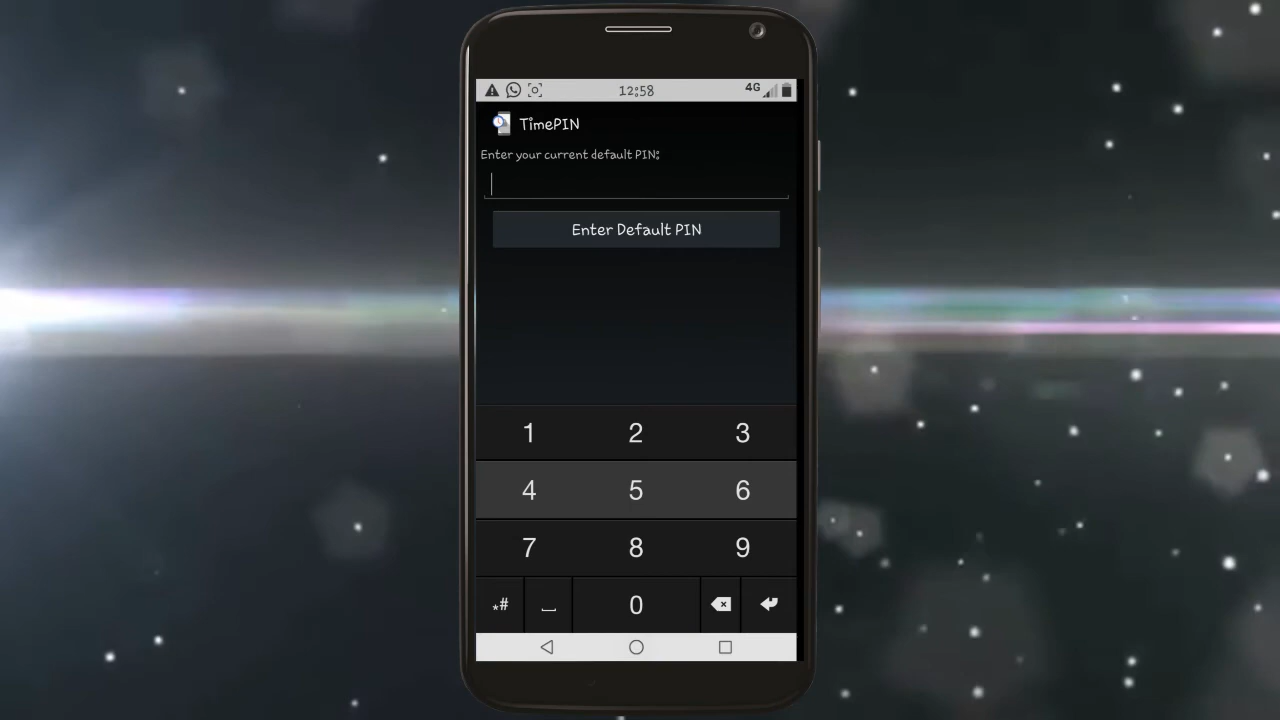 12:58 4G
TimePIN
Enter your current default PIN:
Enter Default PIN
1 2 3
4 5 6
7 8 9
*# 0